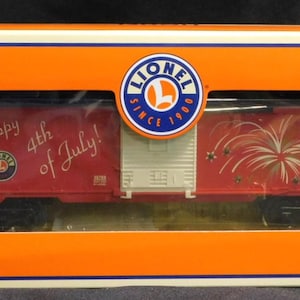 LIONEL
L
SINCE 1900
ppy
4th
of July!